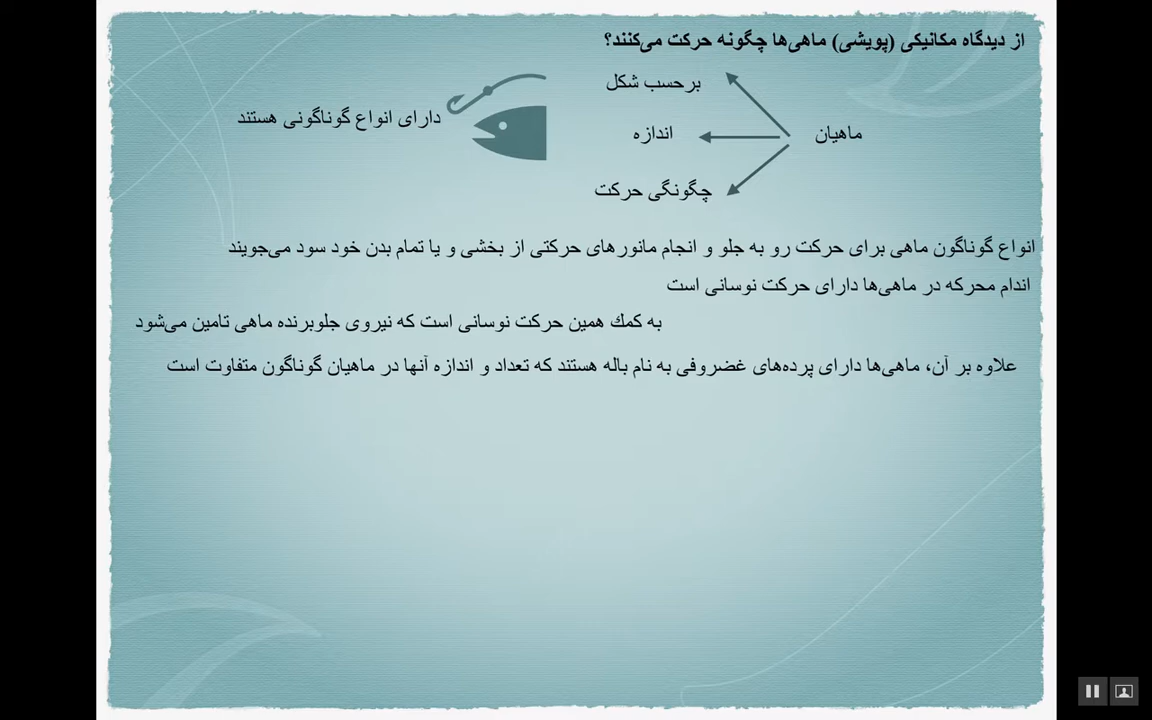 از دیدگاه مکانیکی (پویشی) ماهی‌ها چگونه حرکت می‌کنند؟
ماهیان
برحسب شکل
اندازه
چگونگی حرکت
دارای انواع گوناگونی هستند
انواع گوناگون ماهی برای حرکت رو به جلو و انجام مانورهای حرکتی از بخشی و یا تمام بدن خود سود می‌جویند
اندام محرکه در ماهی‌ها دارای حرکت نوسانی است
به کمك همین حرکت نوسانی است که نیروی جلوبرنده ماهی تامین می‌شود
علاوه بر آن، ماهی‌ها دارای پرده‌های غضروفی به نام باله هستند که تعداد و اندازه آنها در ماهیان گوناگون متفاوت است